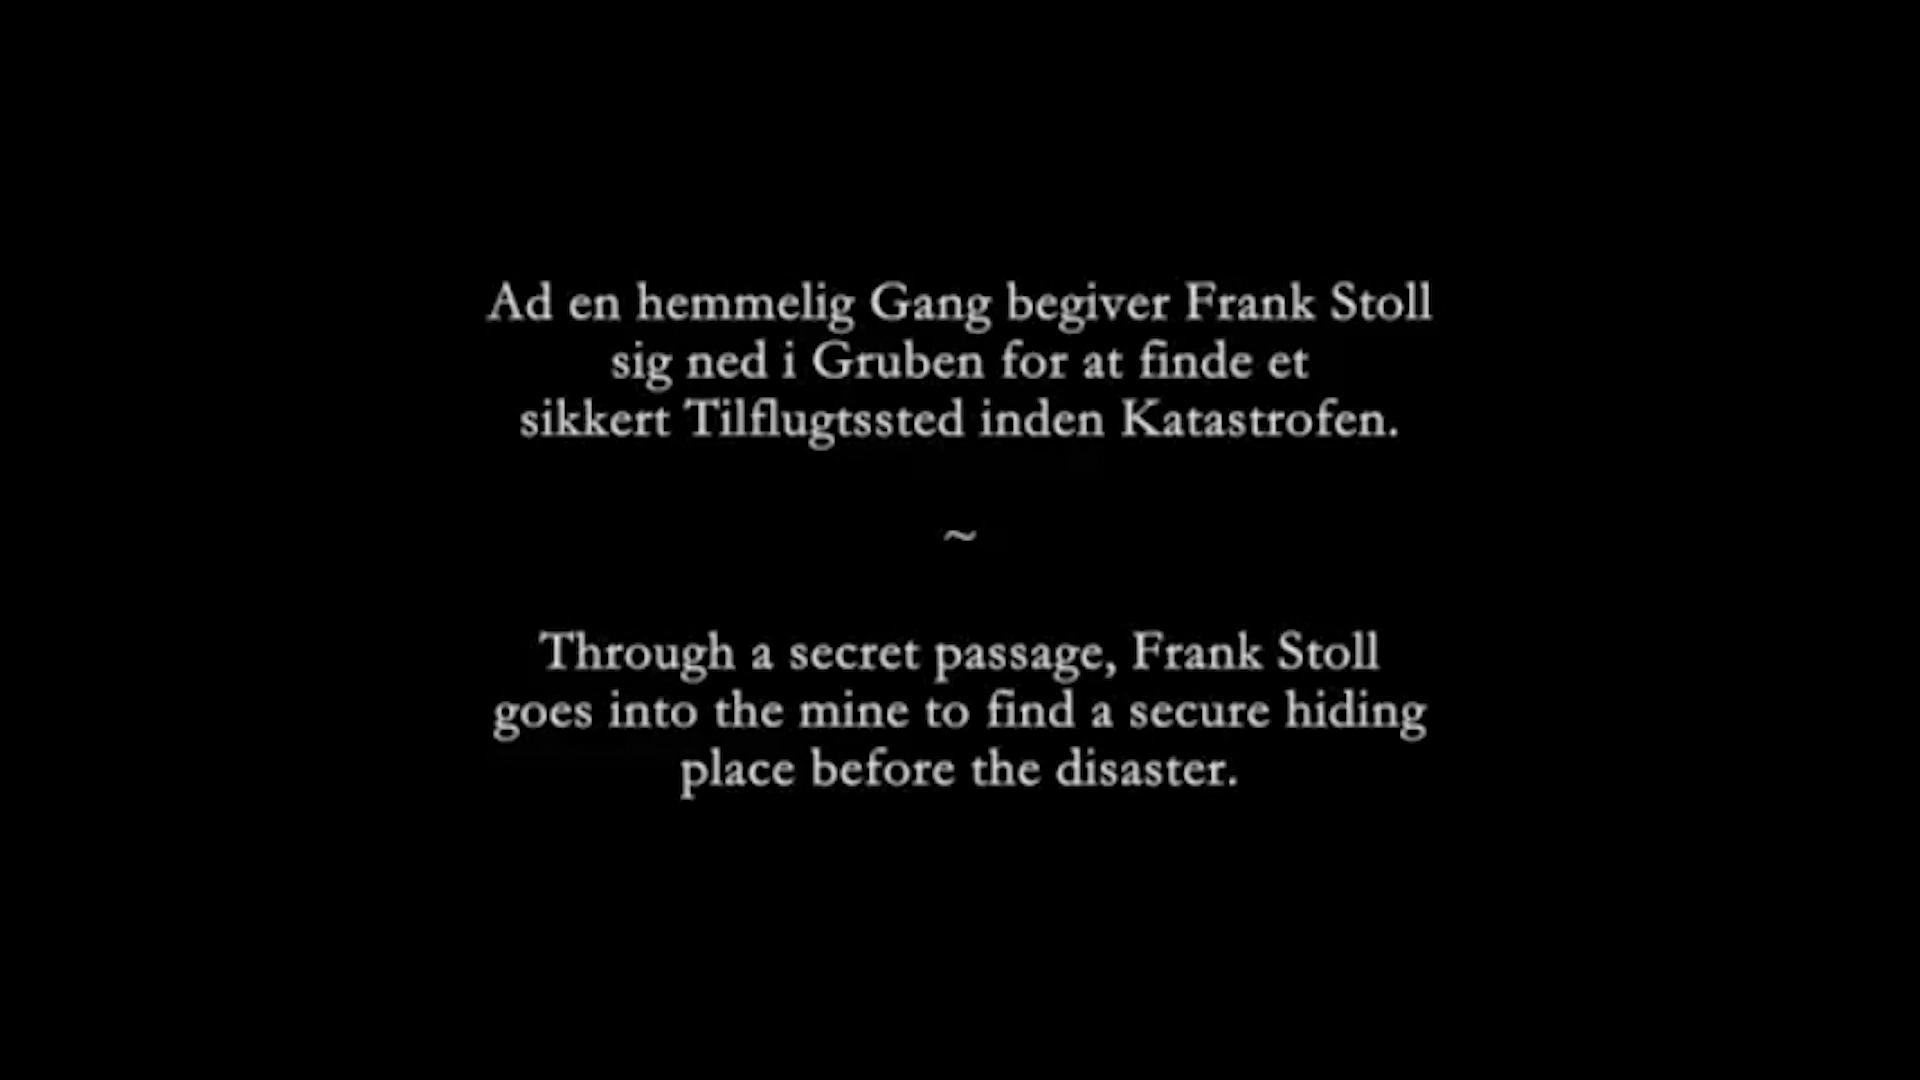 Ad en hemmelig Gang begiver Frank Stoll
sig ned i Gruben for at finde et
sikkert Tilflugtssted inden Katastrofen.
~
Through a secret passage, Frank Stoll
goes into the mine to find a secure hiding
place before the disaster.